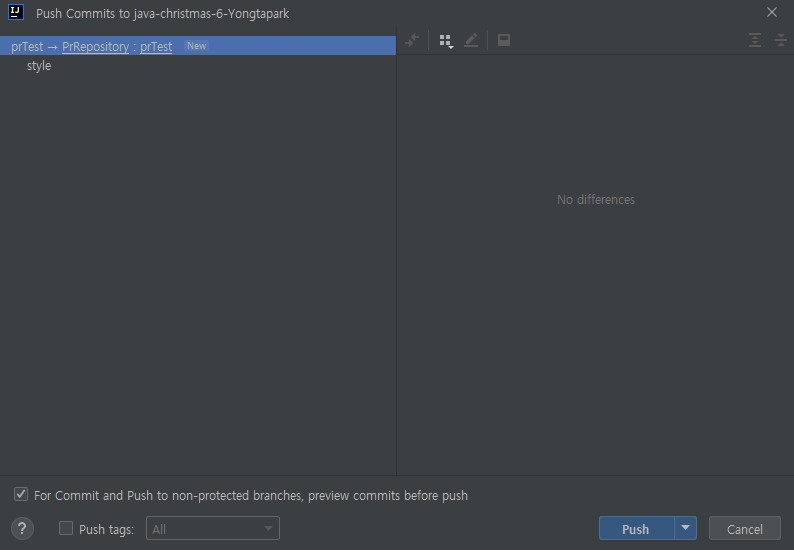 Push Commits to java-christmas-6-Yongtapark
prTest → PrRepository : prTest New
style
No differences
For Commit and Push to non-protected branches, preview commits before push
? Push tags: All Push Cancel